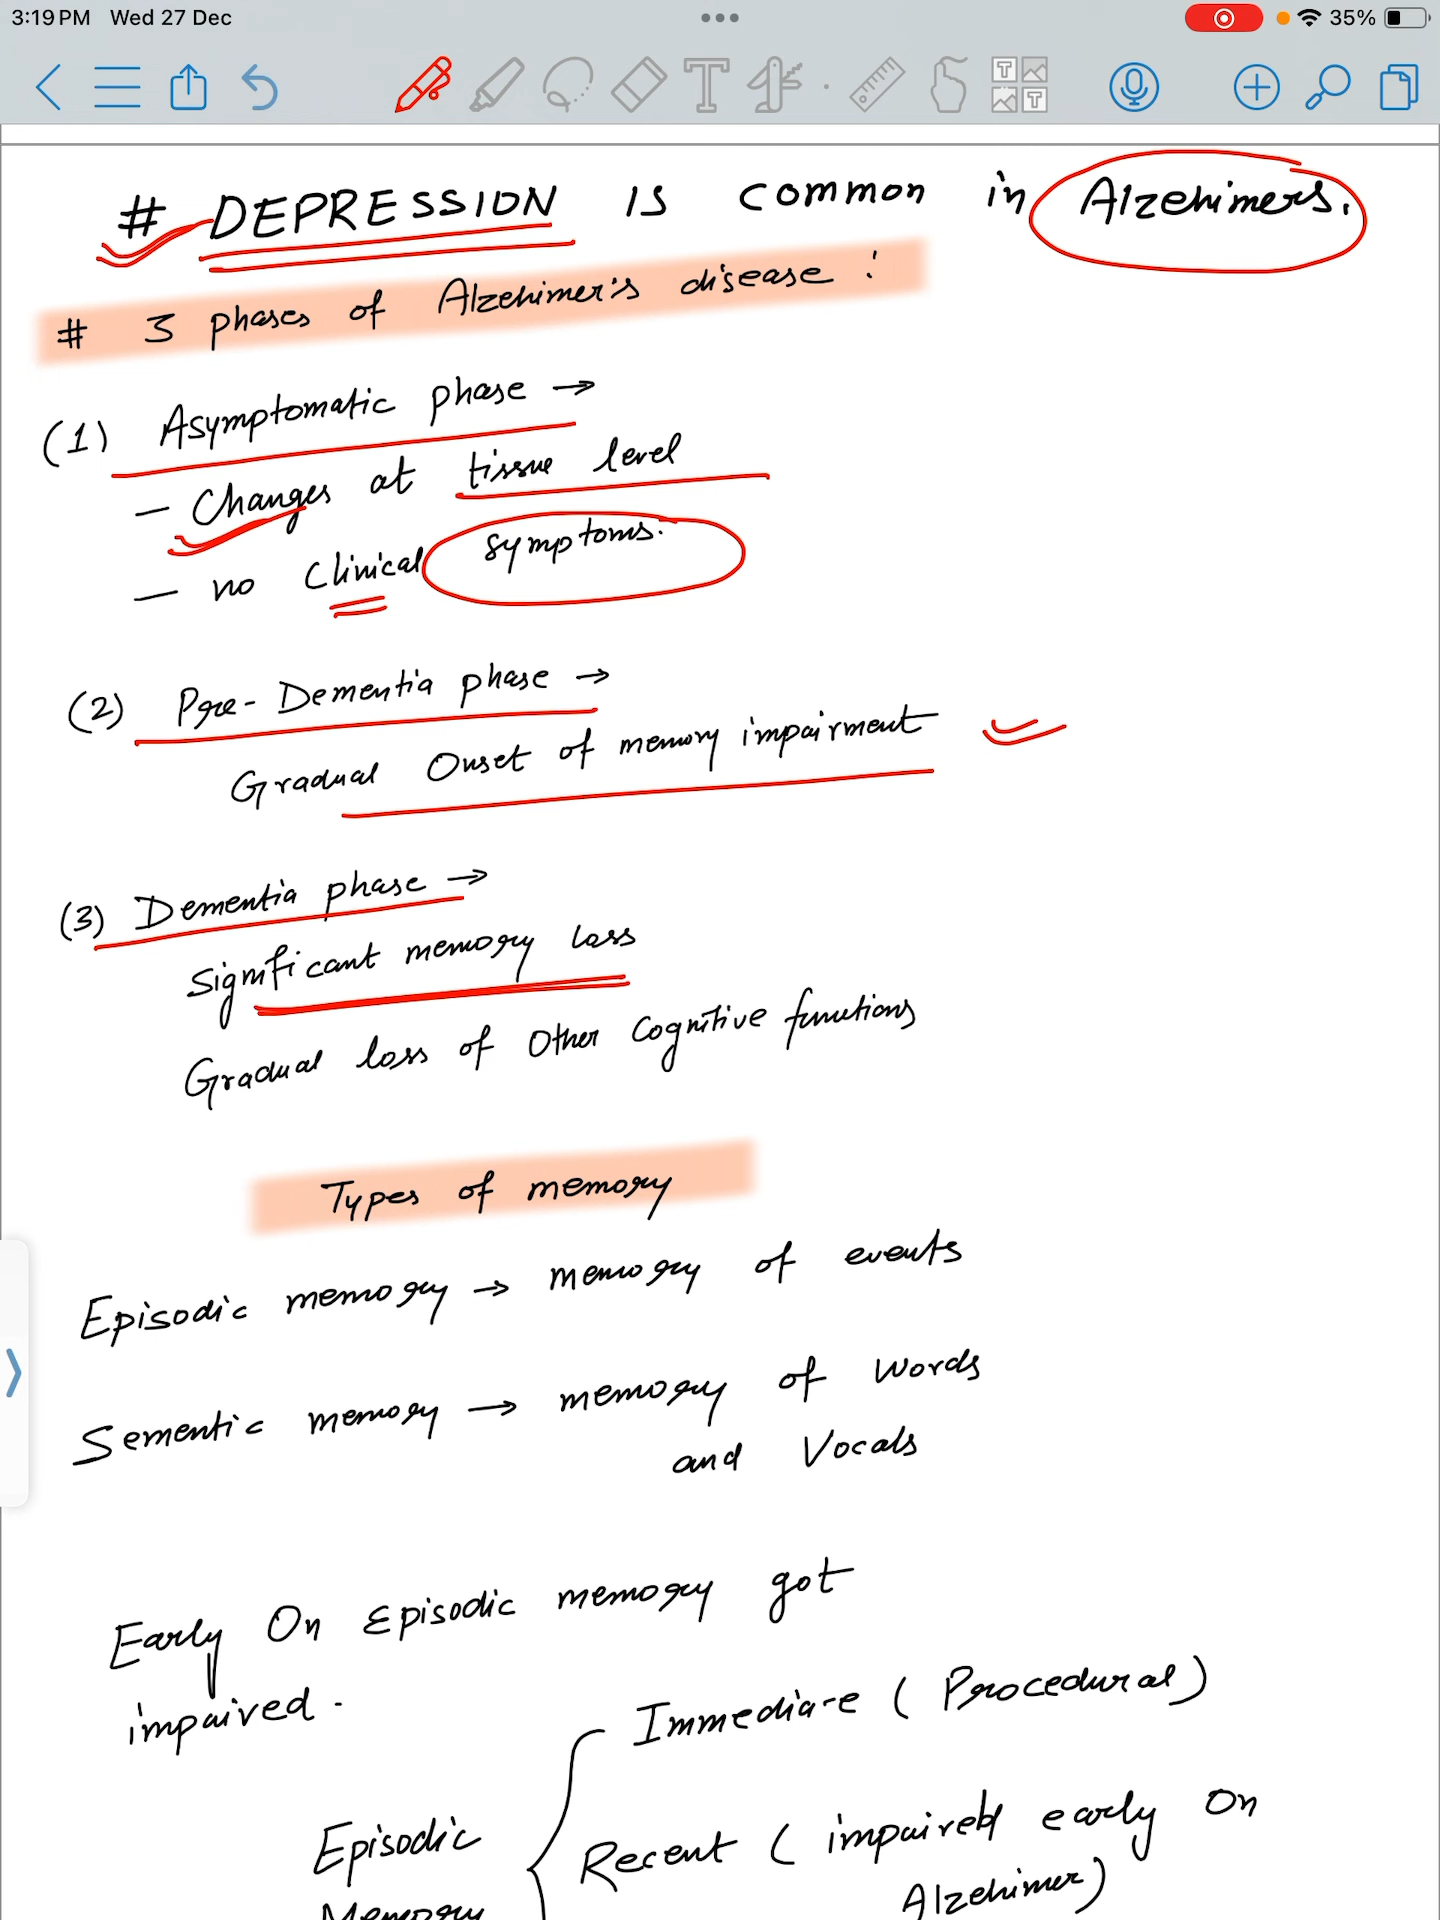 3:19 PM Wed 27 Dec
35%
# DEPRESSION is common in Alzehimers.
# 3 phases of Alzehimer's disease :
(1) Asymptomatic phase →
— Changes at tissue level
— no Clinical symptoms.
(2) Pre-Dementia phase →
Gradual Onset of memory impairment
(3) Dementia phase →
Significant memory loss
Gradual loss of Other Cognitive functions
Types of memory
Episodic memory → memory of events
Sementic memory → memory of words
and Vocals
Early On Episodic memory got
impaired.
Immediate (Procedural)
Episodic
Recent (impaired early On
Alzehimer)
Memory